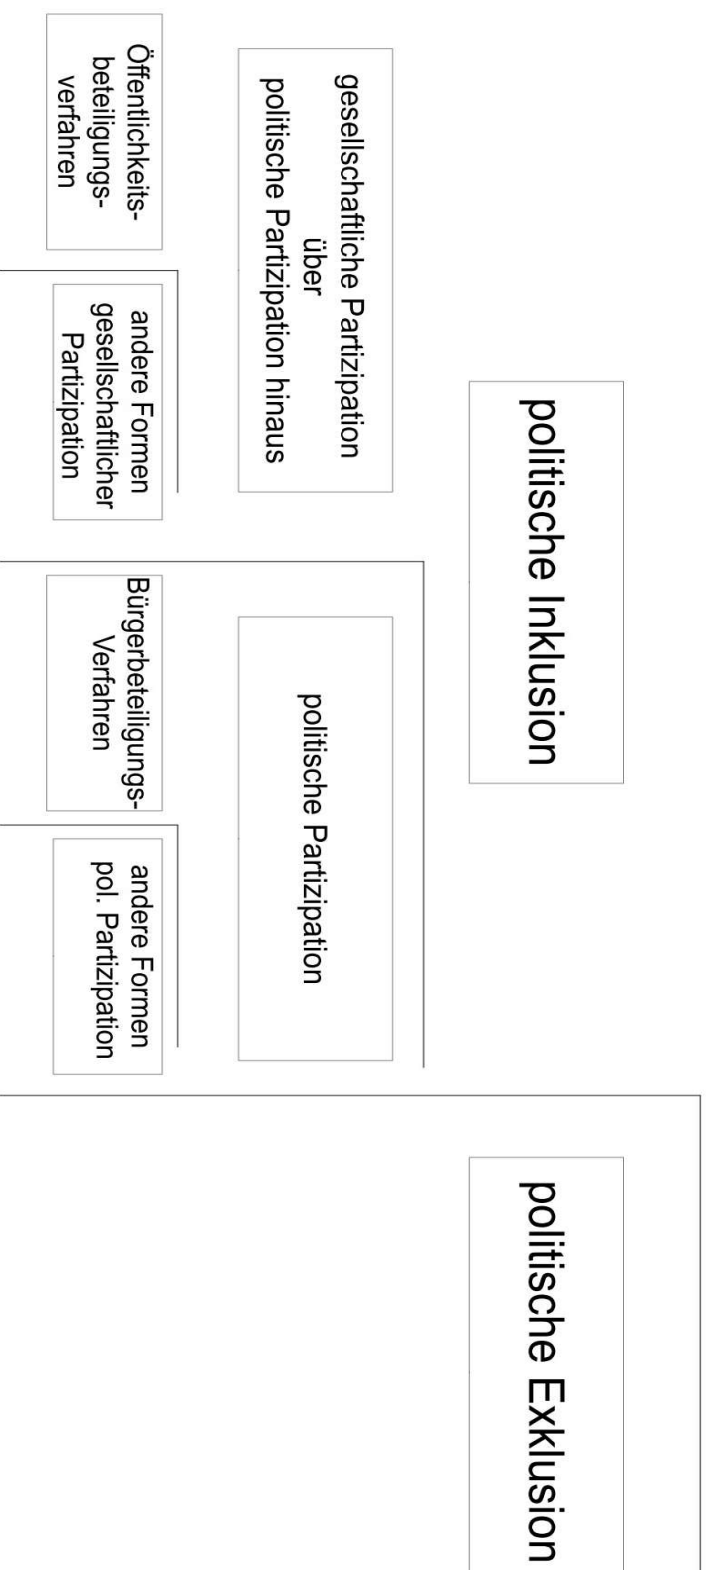 politische Inklusion
politische Exklusion
gesellschaftliche Partizipation
über
politische Partizipation hinaus
politische Partizipation
Öffentlichkeits-
beteiligungs-
verfahren
andere Formen
gesellschaftlicher
Partizipation
Bürgerbeteiligungs-
Verfahren
andere Formen
pol. Partizipation